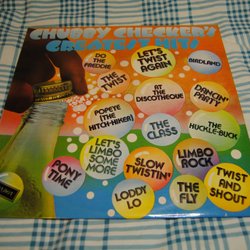 CHUBBY CHECKER'S
GREATEST HITS
DO
THE
FREDDIE
LET'S
TWIST
AGAIN
BIRDLAND
THE
TWIST
AT THE
DISCOTHEQUE
DANCIN'
PARTY
POPEYE
(THE
HITCH-HIKER)
THE
CLASS
THE
HUCKLE-BUCK
LET'S
LIMBO
SOME
MORE
SLOW
TWISTIN'
LIMBO
ROCK
PONY
TIME
LODDY
LO
THE
FLY
TWIST
AND
SHOUT